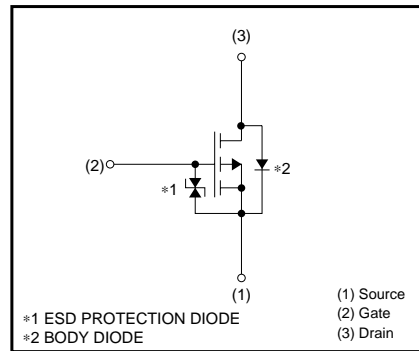 (3)
(2)
∗1
∗2
(1)
∗1 ESD PROTECTION DIODE
∗2 BODY DIODE
(1) Source
(2) Gate
(3) Drain